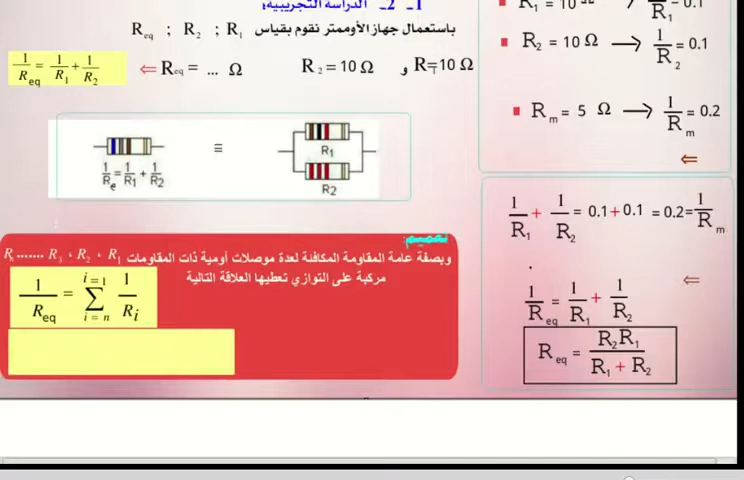 1 _ 2 _ الدراسة التجريبية:
باستعمال جهاز الأوممتر نقوم بقياس R1 ; R2 ; Req
R1=10 Ω و R2=10 Ω Req = ... Ω ⇐
1/Req = 1/R1 + 1/R2
≡
R1
R2
1/Re = 1/R1 + 1/R2
تعميم:
وبصفة عامة المقاومة المكافئة لعدة موصلات أومية ذات المقاومات R1 ، R2 ، R3 .......
مركبة على التوازي تعطيها العلاقة التالية
1/Req = ∑ i=1 i=n 1/Ri
R1 = 10 Ω → 1/R1 = 0.1
R2 = 10 Ω → 1/R2 = 0.1
Rm = 5 Ω → 1/Rm = 0.2
⇐
1/R1 + 1/R2 = 0.1+0.1 = 0.2 = 1/Rm
⇐
1/Req = 1/R1 + 1/R2
Req = R2R1/R1 + R2